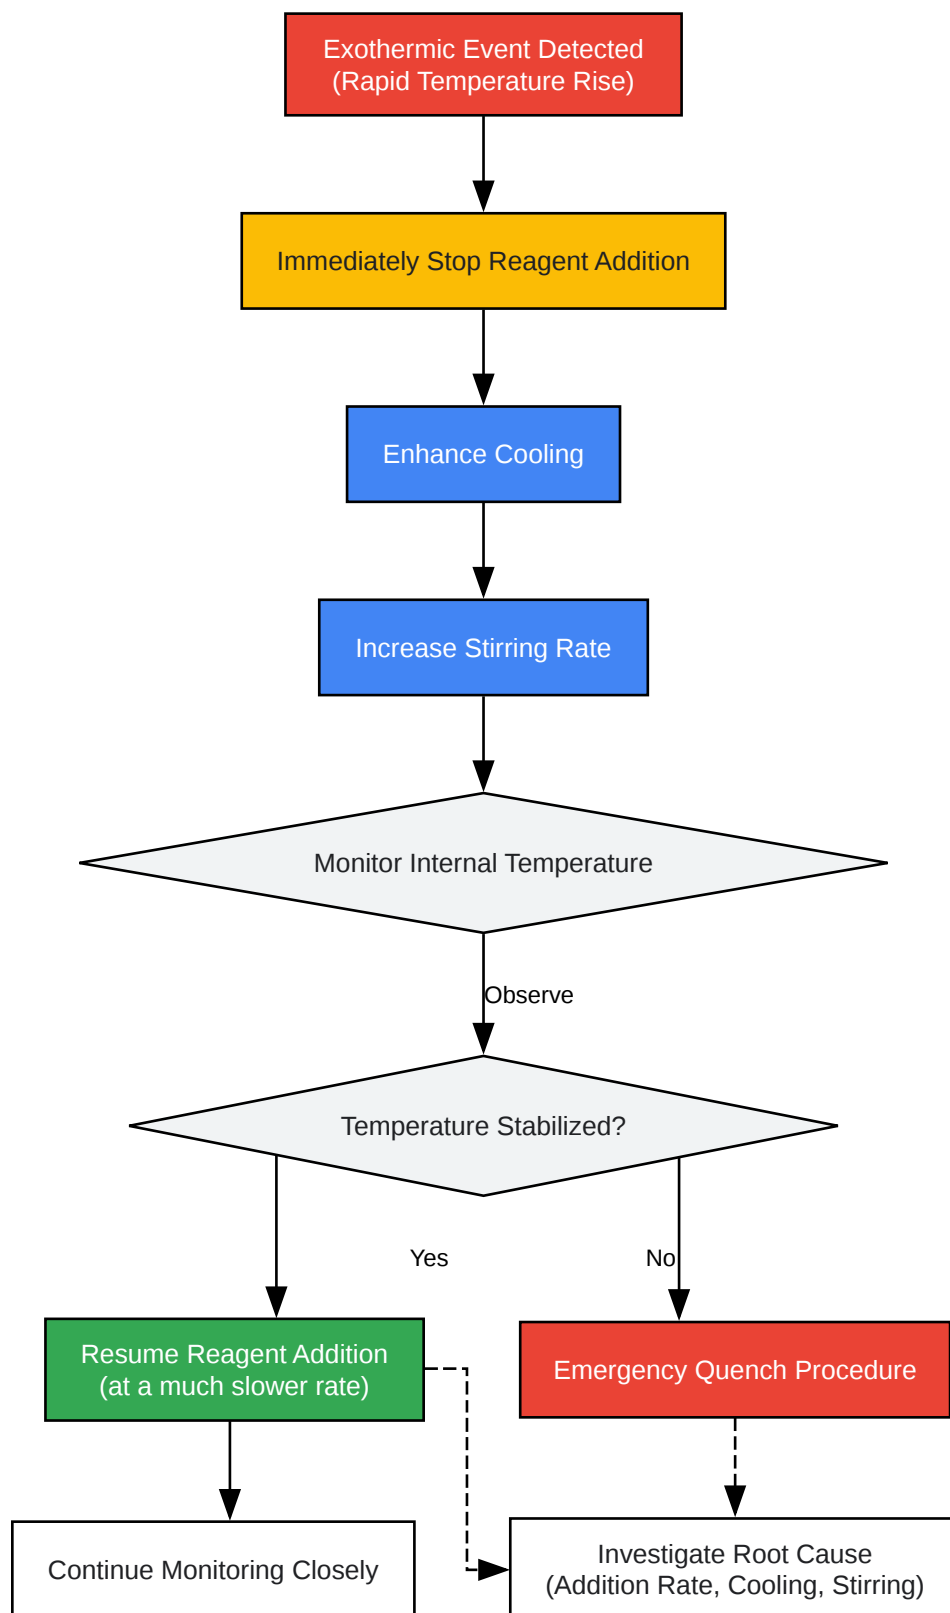 Exothermic Event Detected
(Rapid Temperature Rise)
Immediately Stop Reagent Addition
Enhance Cooling
Increase Stirring Rate
Monitor Internal Temperature
Observe
Temperature Stabilized?
Yes
No
Resume Reagent Addition
(at a much slower rate)
Emergency Quench Procedure
Continue Monitoring Closely
Investigate Root Cause
(Addition Rate, Cooling, Stirring)